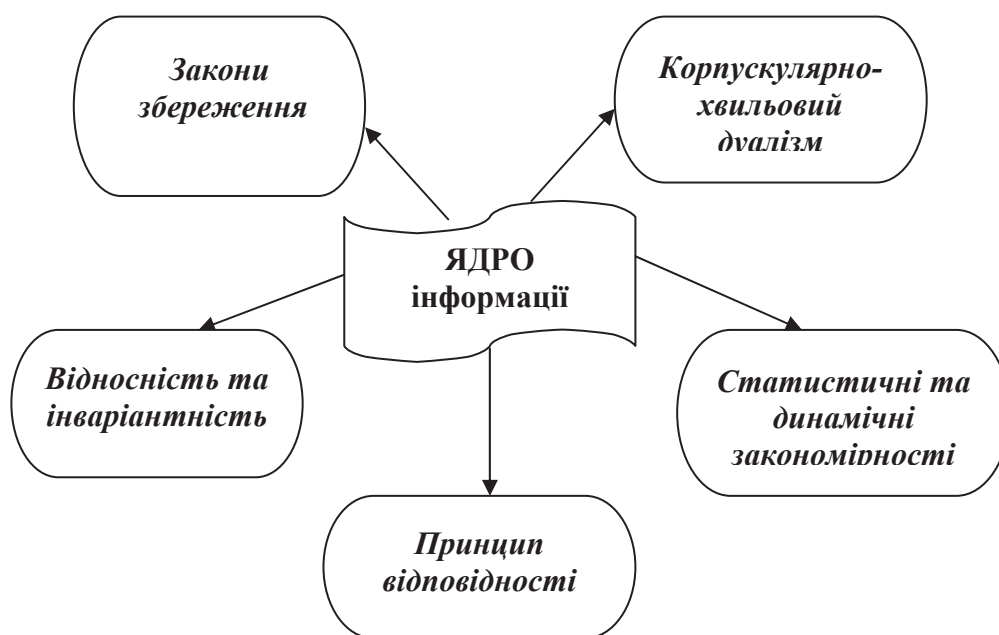 Закони
збереження
Корпускулярно-
хвильовий
дуалізм
ЯДРО
інформації
Відносність та
інваріантність
Статистичні та
динамічні
закономірності
Принцип
відповідності